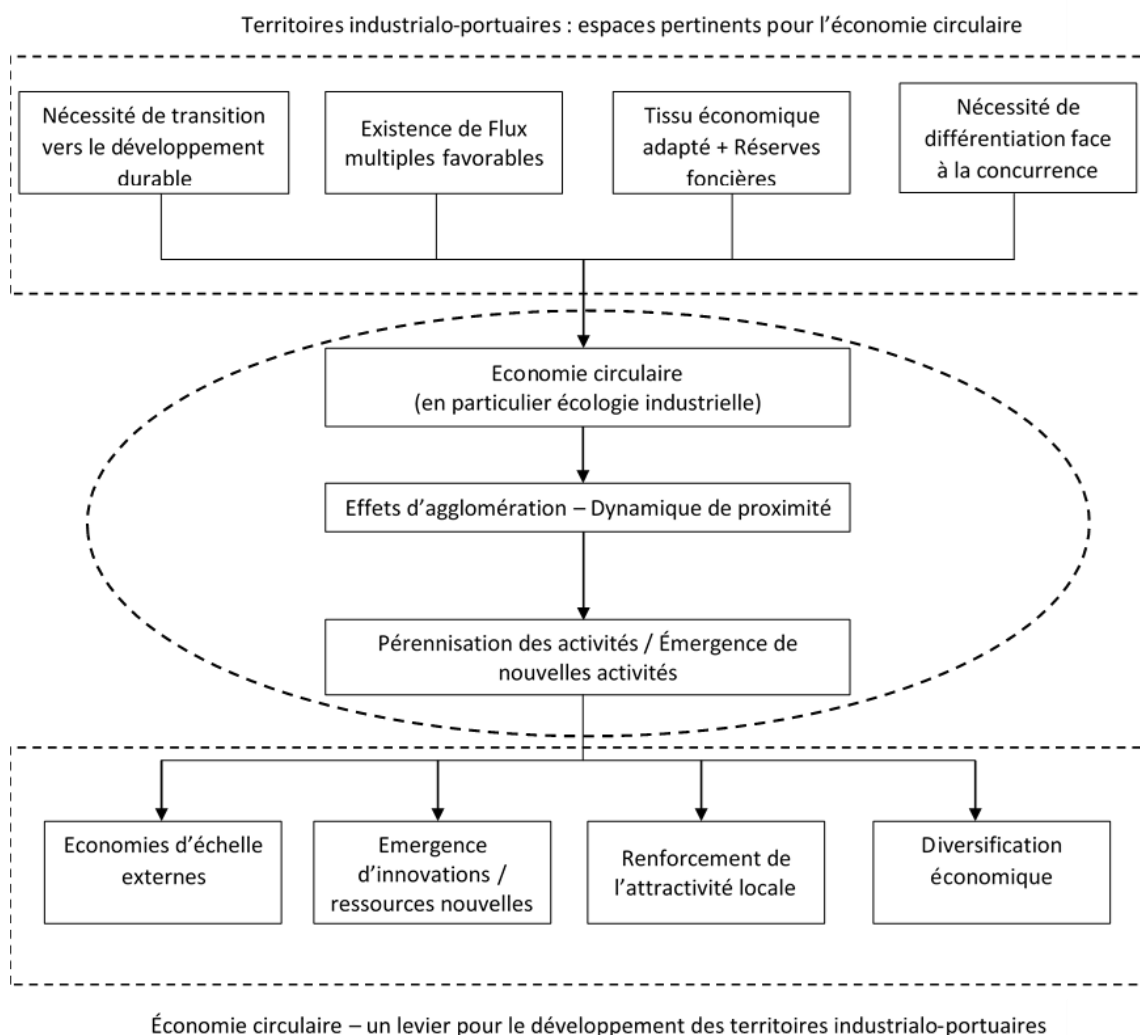 Territoires industrialo-portuaires : espaces pertinents pour l’économie circulaire
Nécessité de transition
vers le développement
durable
Existence de Flux
multiples favorables
Tissu économique
adapté + Réserves
foncières
Nécessité de
différentiation face
à la concurrence
Economie circulaire
(en particulier écologie industrielle)
Effets d’agglomération – Dynamique de proximité
Pérennisation des activités / Émergence de
nouvelles activités
Economies d’échelle
externes
Emergence
d’innovations /
ressources nouvelles
Renforcement de
l’attractivité locale
Diversification
économique
Économie circulaire – un levier pour le développement des territoires industrialo-portuaires